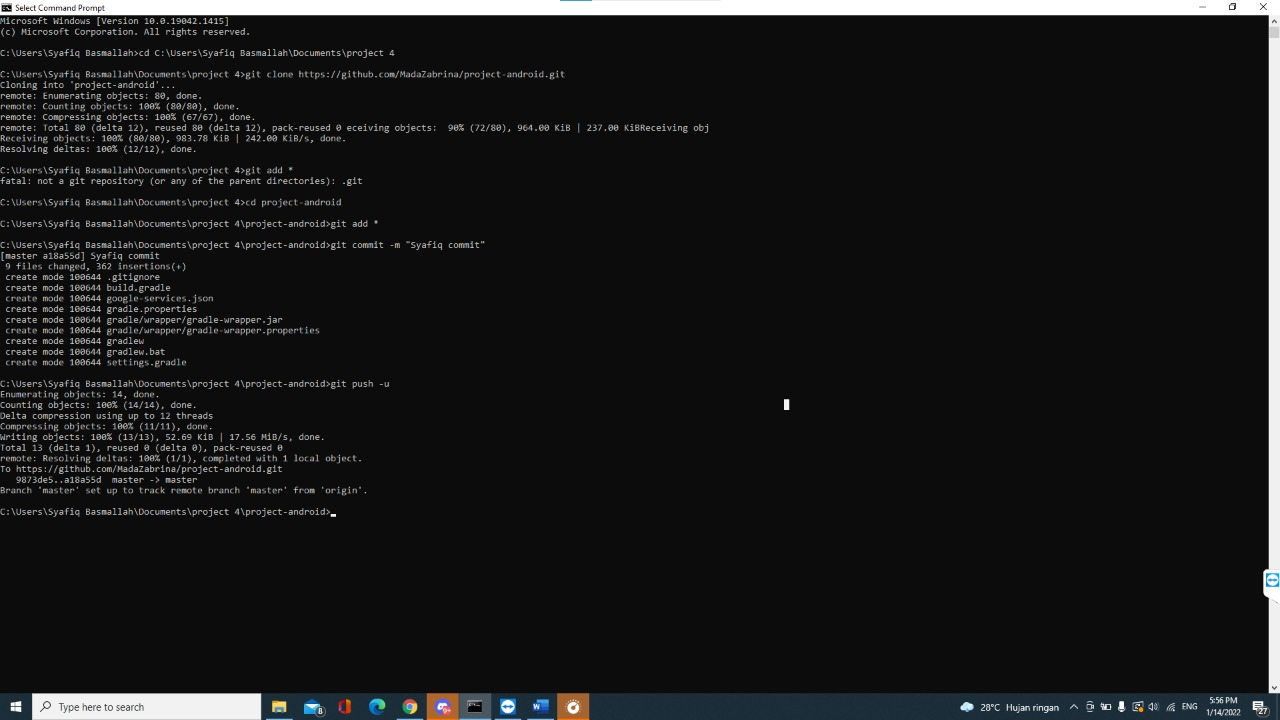 Select Command Prompt
Microsoft Windows [Version 10.0.19042.1415]
(c) Microsoft Corporation. All rights reserved.
C:\Users\Syafiq Basmallah>cd C:\Users\Syafiq Basmallah\Documents\project 4
C:\Users\Syafiq Basmallah\Documents\project 4>git clone https://github.com/MadaZabrina/project-android.git
Cloning into 'project-android'...
remote: Enumerating objects: 80, done.
remote: Counting objects: 100% (80/80), done.
remote: Compressing objects: 100% (67/67), done.
remote: Total 80 (delta 12), reused 80 (delta 12), pack-reused 0 eceiving objects:  90% (72/80), 964.00 KiB | 237.00 KiBReceiving obj
Receiving objects: 100% (80/80), 983.78 KiB | 242.00 KiB/s, done.
Resolving deltas: 100% (12/12), done.
C:\Users\Syafiq Basmallah\Documents\project 4>git add *
fatal: not a git repository (or any of the parent directories): .git
C:\Users\Syafiq Basmallah\Documents\project 4>cd project-android
C:\Users\Syafiq Basmallah\Documents\project 4\project-android>git add *
C:\Users\Syafiq Basmallah\Documents\project 4\project-android>git commit -m "Syafiq commit"
[master a18a55d] Syafiq commit
 9 files changed, 362 insertions(+)
 create mode 100644 .gitignore
 create mode 100644 build.gradle
 create mode 100644 google-services.json
 create mode 100644 gradle.properties
 create mode 100644 gradle/wrapper/gradle-wrapper.jar
 create mode 100644 gradle/wrapper/gradle-wrapper.properties
 create mode 100644 gradlew
 create mode 100644 gradlew.bat
 create mode 100644 settings.gradle
C:\Users\Syafiq Basmallah\Documents\project 4\project-android>git push -u
Enumerating objects: 14, done.
Counting objects: 100% (14/14), done.
Delta compression using up to 12 threads
Compressing objects: 100% (11/11), done.
Writing objects: 100% (13/13), 52.69 KiB | 17.56 MiB/s, done.
Total 13 (delta 1), reused 0 (delta 0), pack-reused 0
remote: Resolving deltas: 100% (1/1), completed with 1 local object.
To https://github.com/MadaZabrina/project-android.git
   9873de5..a18a55d  master -> master
Branch 'master' set up to track remote branch 'master' from 'origin'.
C:\Users\Syafiq Basmallah\Documents\project 4\project-android>
Type here to search
8
28°C Hujan ringan
ENG
5:56 PM
1/14/2022
27